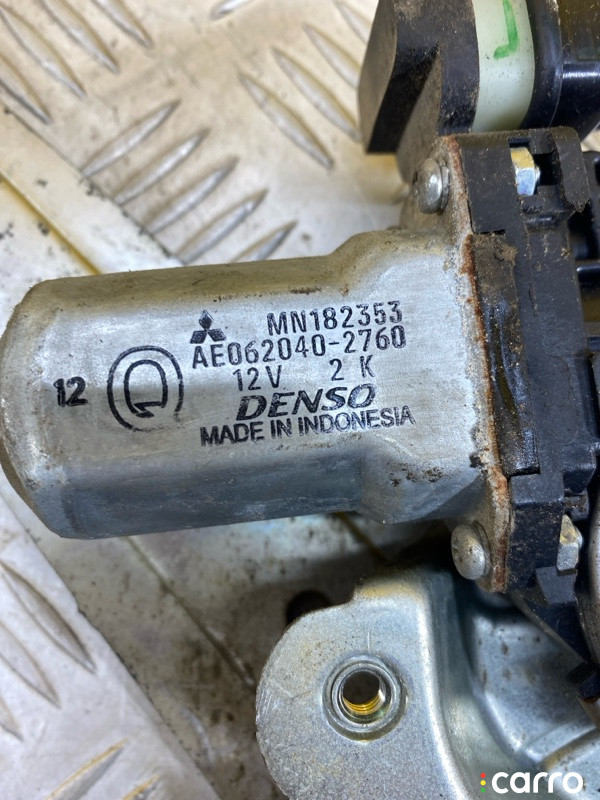 MN182353
AE062040-2760
12V 2 K
DENSO
MADE IN INDONESIA
12
carro